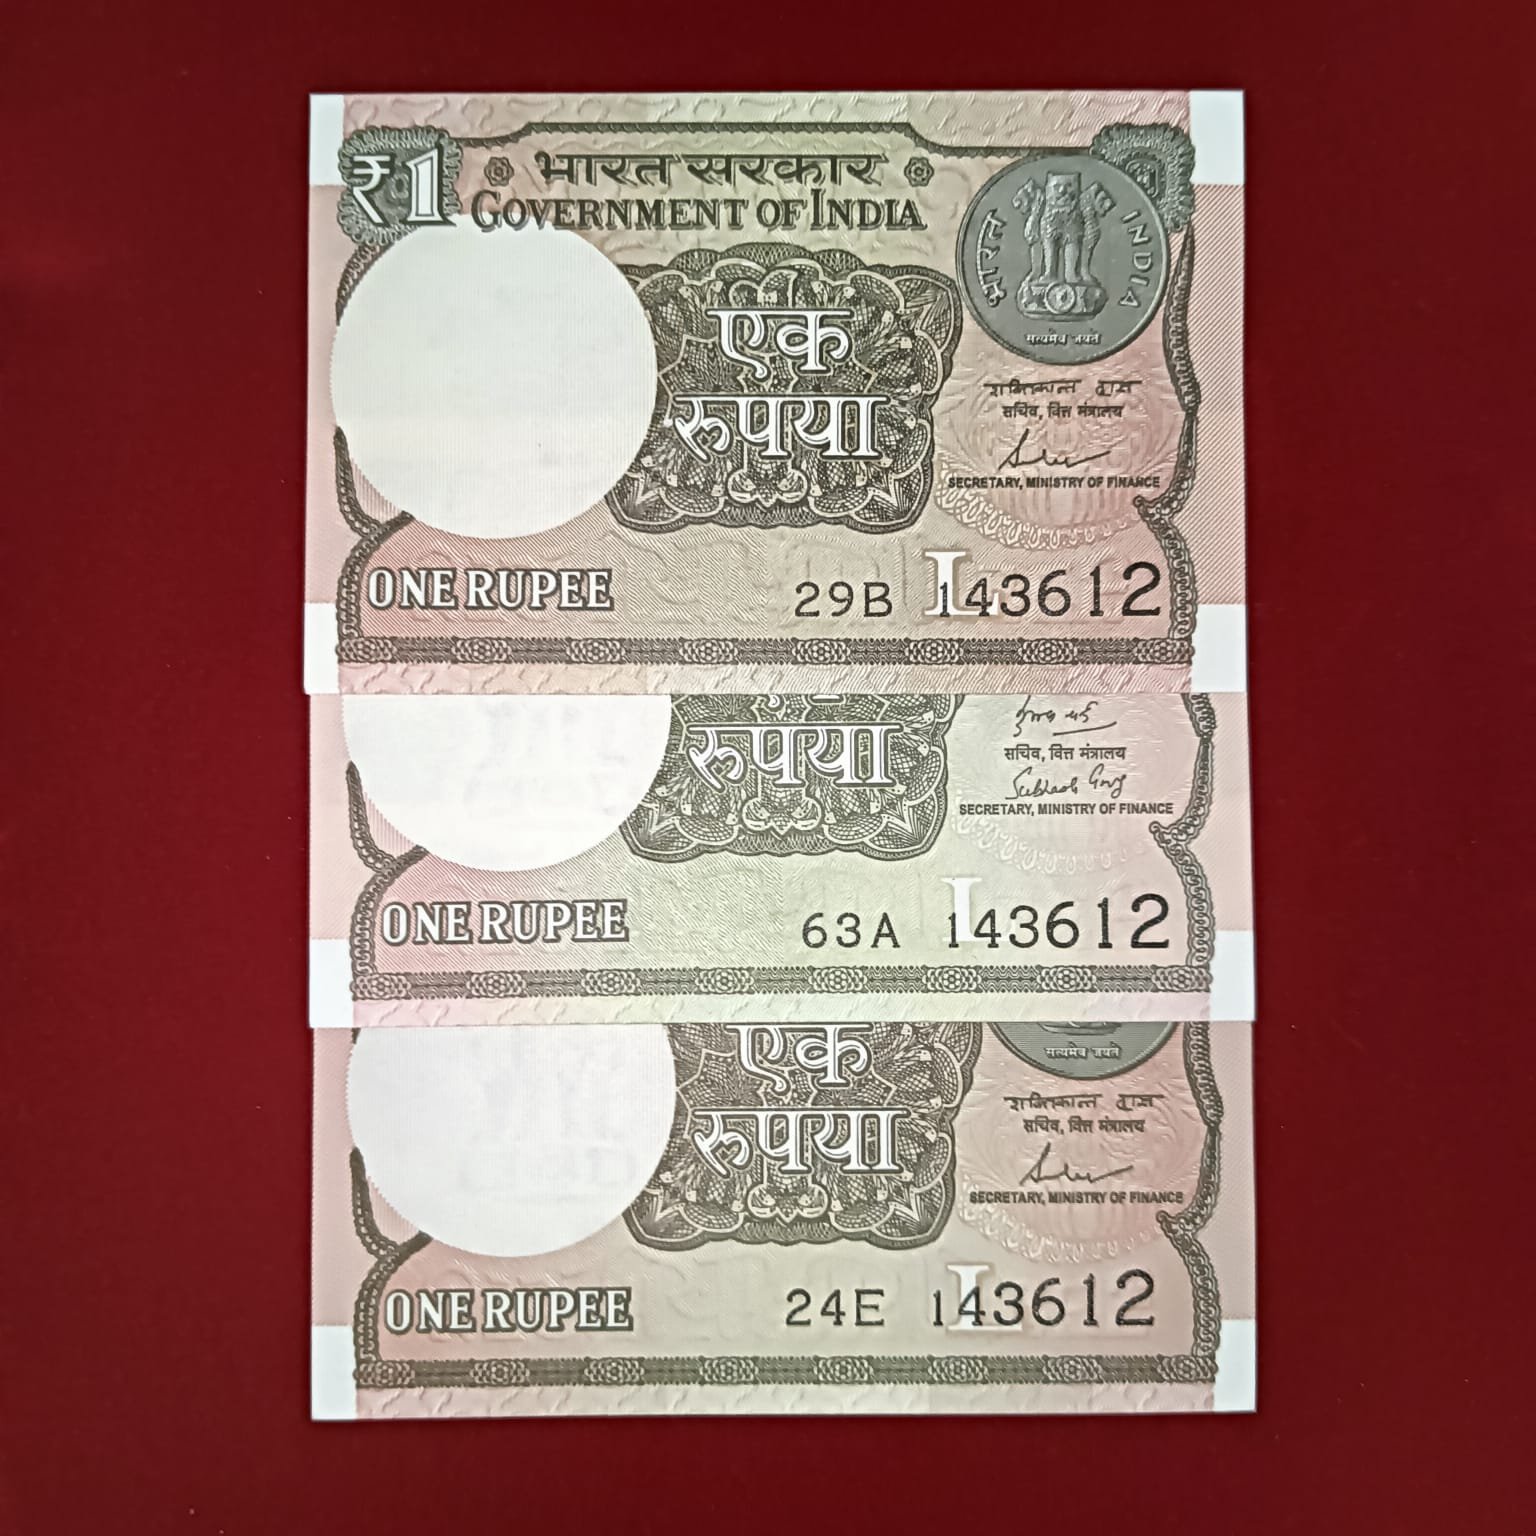 ₹1 भारत सरकार
GOVERNMENT OF INDIA
भारत INDIA
सत्यमेव जयते
एक
रुपया
शक्तिकान्त दास
सचिव, वित्त मंत्रालय
SECRETARY, MINISTRY OF FINANCE
L
ONE RUPEE 29B 143612
रुपया
सचिव, वित्त मंत्रालय
Subhash Garg
SECRETARY, MINISTRY OF FINANCE
L
ONE RUPEE 63A 143612
सत्यमेव जयते
एक
रुपया
शक्तिकान्त दास
सचिव, वित्त मंत्रालय
SECRETARY, MINISTRY OF FINANCE
L
ONE RUPEE 24E 143612